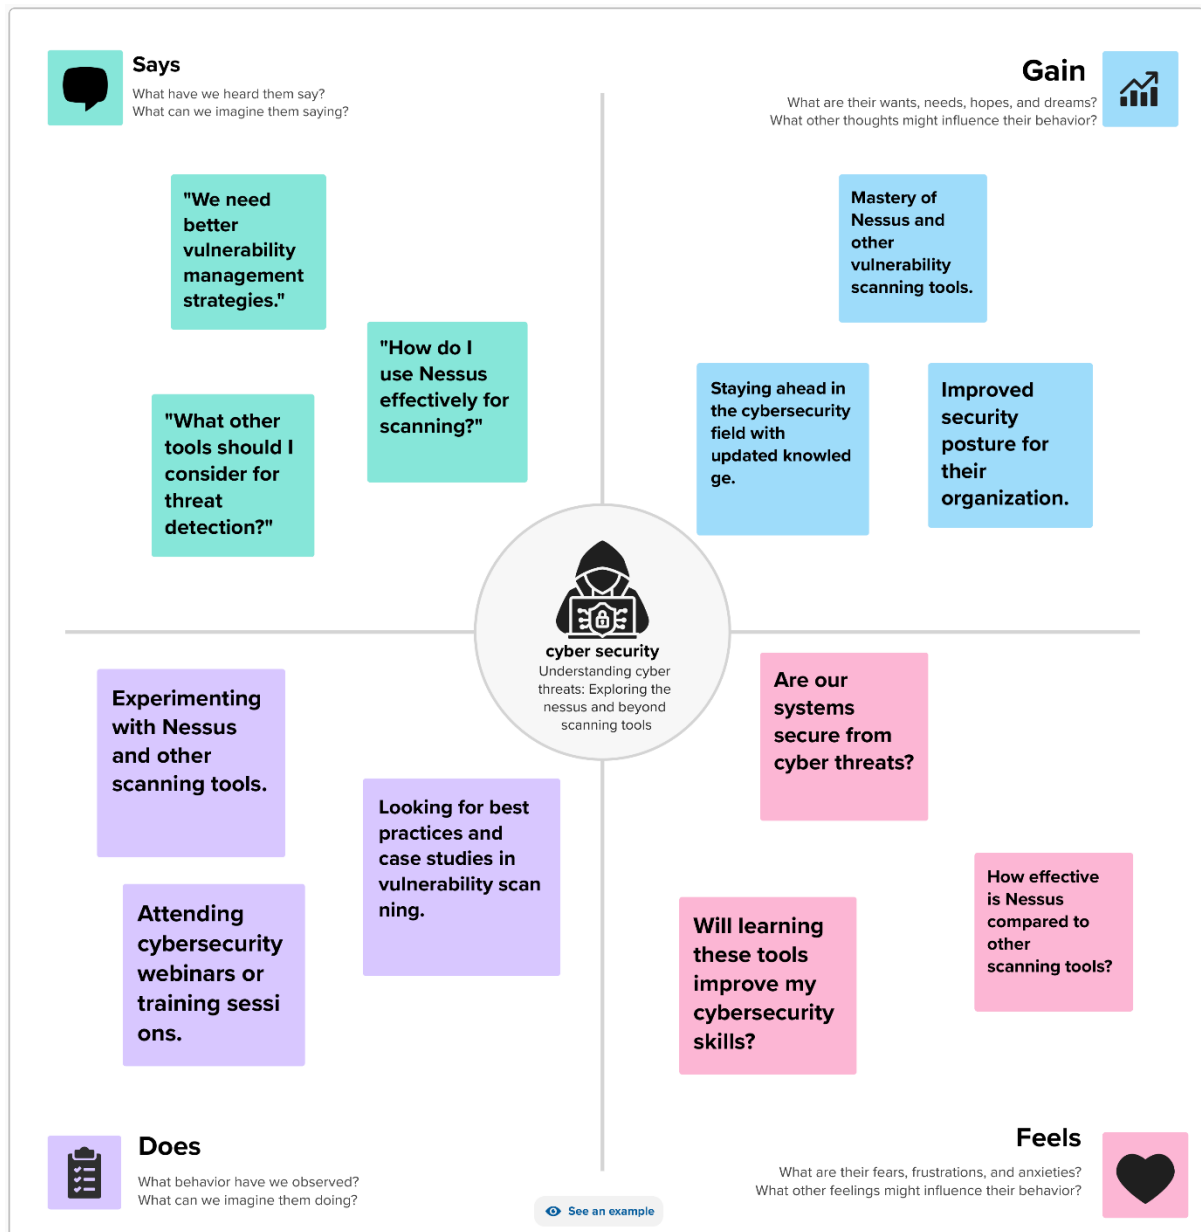 Says
What have we heard them say?
What can we imagine them saying?
Gain
What are their wants, needs, hopes, and dreams?
What other thoughts might influence their behavior?
"We need
better
vulnerability
management
strategies."
"How do I
use Nessus
effectively for
scanning?"
"What other
tools should I
consider for
threat
detection?"
Mastery of
Nessus and
other
vulnerability
scanning tools.
Staying ahead in
the cybersecurity
field with
updated knowled
ge.
Improved
security
posture for
their
organization.
cyber security
Understanding cyber
threats: Exploring the
nessus and beyond
scanning tools
Experimenting
with Nessus
and other
scanning tools.
Looking for best
practices and
case studies in
vulnerability scan
ning.
Attending
cybersecurity
webinars or
training sessi
ons.
Are our
systems
secure from
cyber threats?
How effective
is Nessus
compared to
other
scanning tools?
Will learning
these tools
improve my
cybersecurity
skills?
Does
What behavior have we observed?
What can we imagine them doing?
Feels
What are their fears, frustrations, and anxieties?
What other feelings might influence their behavior?
See an example